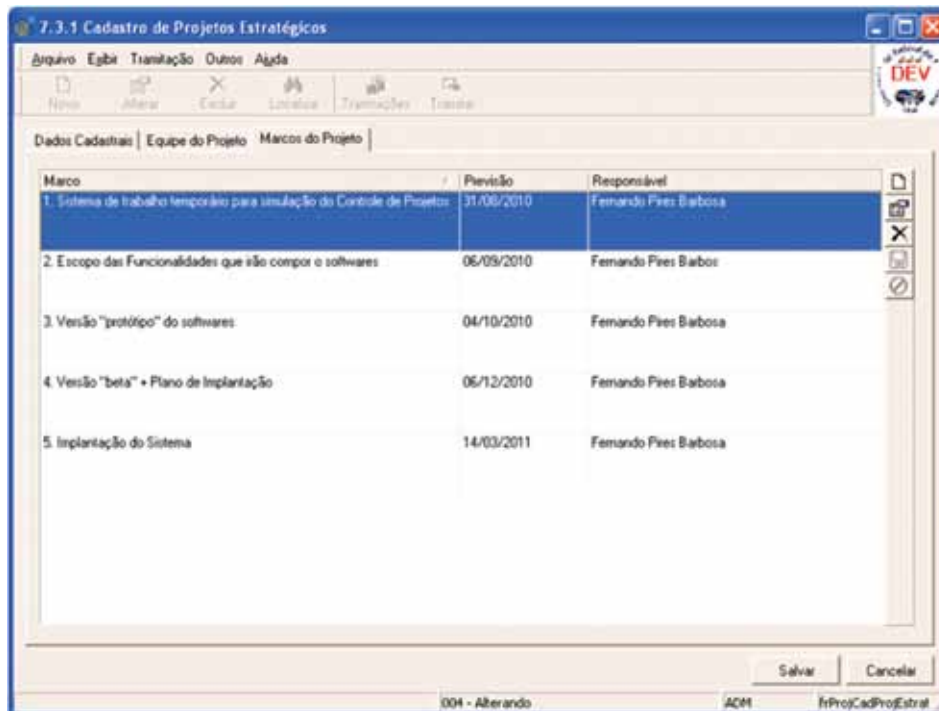 7.3.1 Cadastro de Projetos Estratégicos
Arquivo Exibir Tramitação Outros Ajuda
DEV
Novo Alterar Excluir Localizar Tramitações Tramitar
Dados Cadastrais Equipe do Projeto Marcos do Projeto
Marco / Previsão Responsável
1. Sistema de trabalho temporário para simulação do Controle de Projetos 31/08/2010 Fernando Pires Barbosa
2. Escopo das Funcionalidades que irão compor o softwares 06/09/2010 Fernando Pires Barbos
3. Versão "protótipo" do softwares 04/10/2010 Fernando Pires Barbosa
4. Versão "beta" + Plano de Implantação 06/12/2010 Fernando Pires Barbosa
5. Implantação do Sistema 14/03/2011 Fernando Pires Barbosa
Salvar Cancelar
004 - Alterando ADM frProjCadProjEstrat